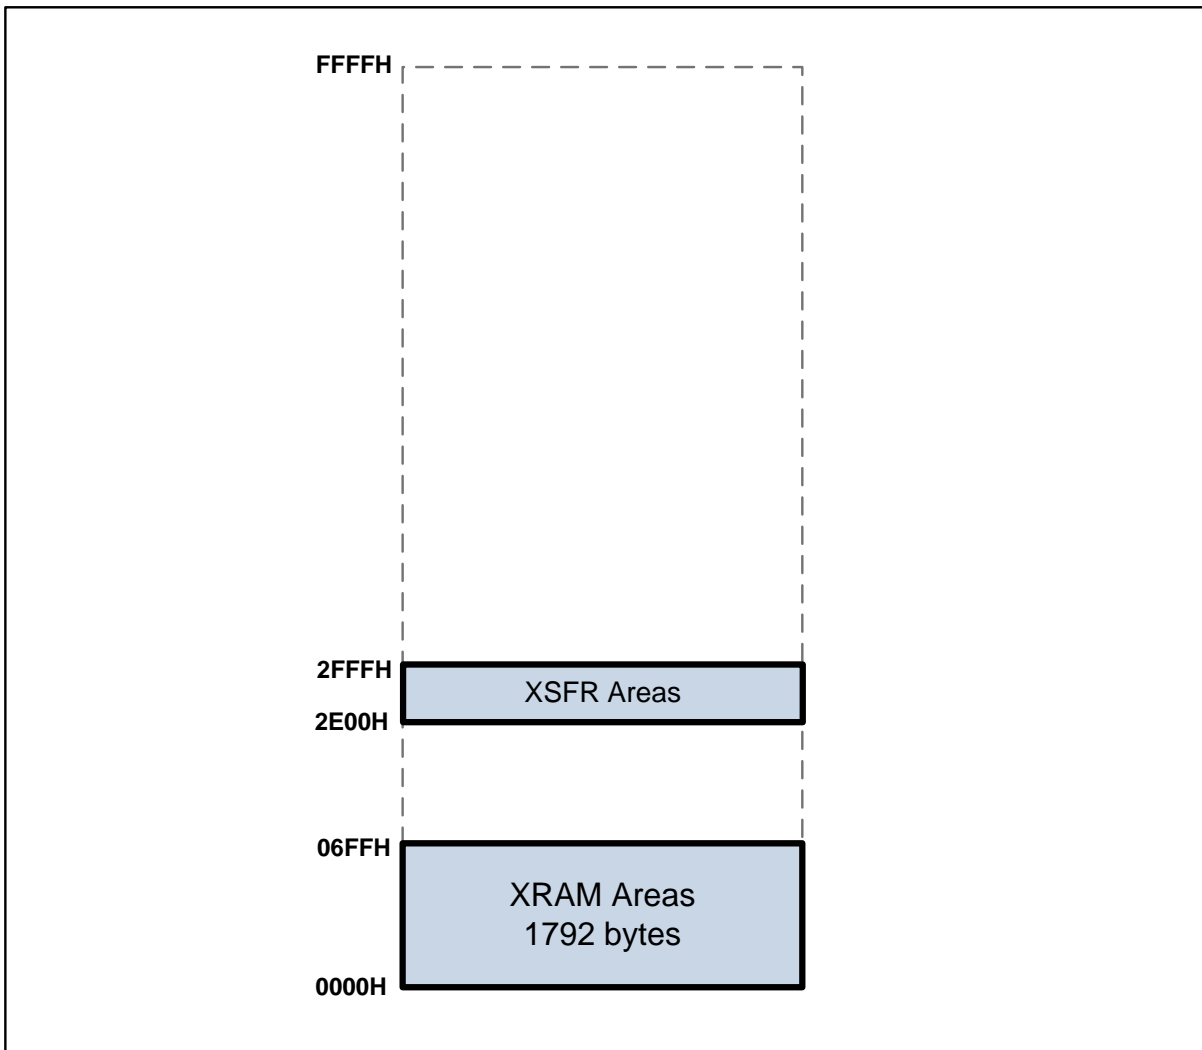 FFFFH
2FFFH
XSFR Areas
2E00H
06FFH
XRAM Areas
1792 bytes
0000H